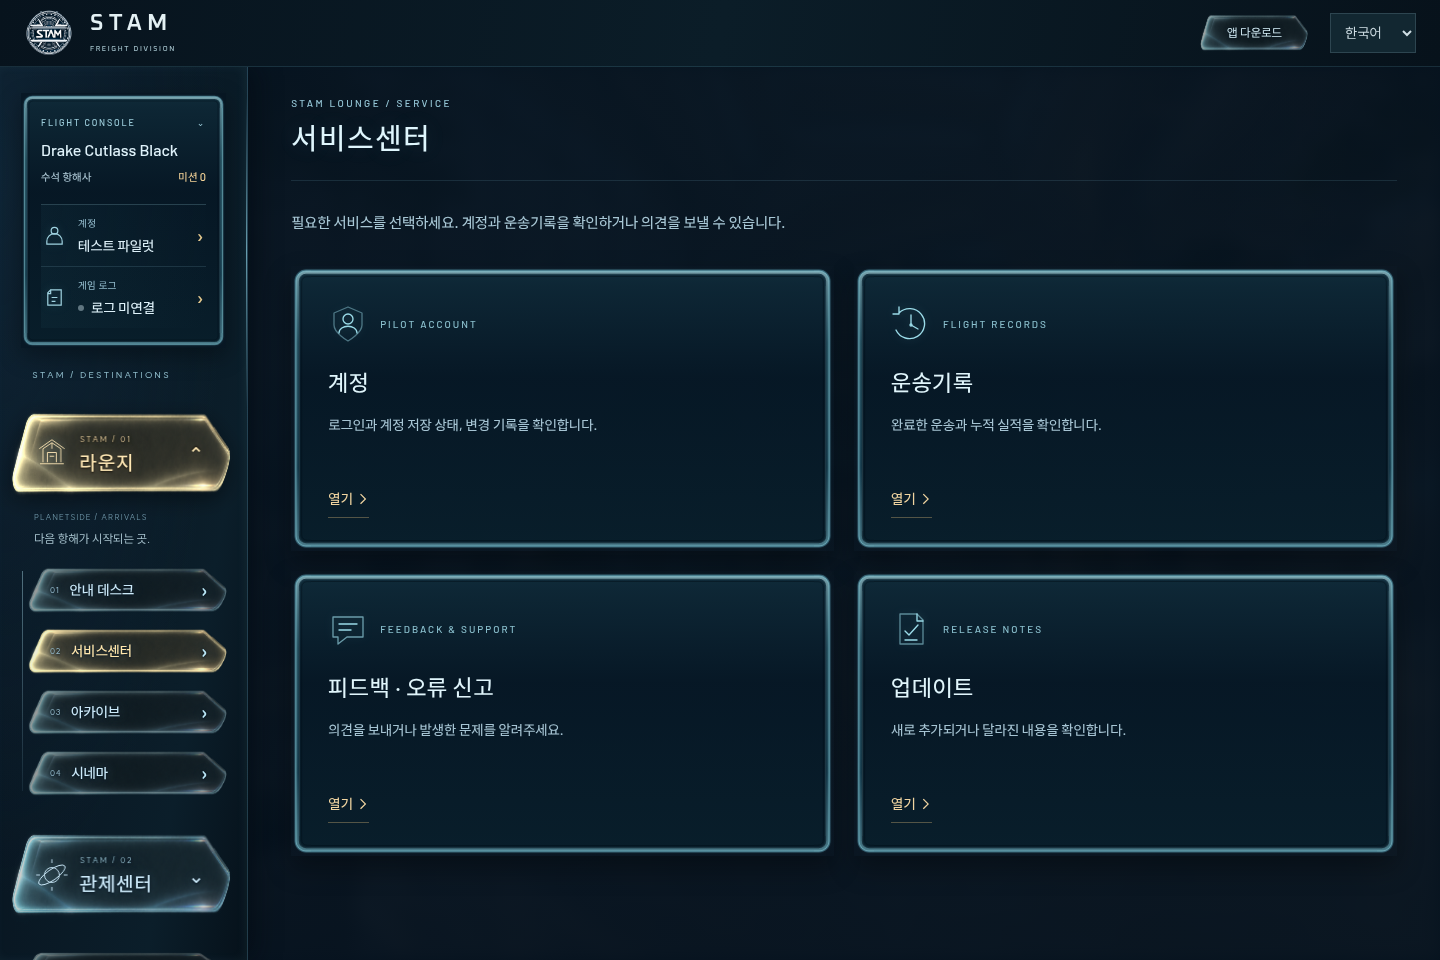 STAM
STAM
FREIGHT DIVISION
앱 다운로드
한국어
FLIGHT CONSOLE
Drake Cutlass Black
수석 항해사
미션 0
계정
테스트 파일럿
게임 로그
로그 미연결
STAM / DESTINATIONS
STAM / 01
라운지
PLANETSIDE / ARRIVALS
다음 항해가 시작되는 곳.
01 안내 데스크
02 서비스센터
03 아카이브
04 시네마
STAM / 02
관제센터
STAM LOUNGE / SERVICE
서비스센터
필요한 서비스를 선택하세요. 계정과 운송기록을 확인하거나 의견을 보낼 수 있습니다.
PILOT ACCOUNT
계정
로그인과 계정 저장 상태, 변경 기록을 확인합니다.
열기
FLIGHT RECORDS
운송기록
완료한 운송과 누적 실적을 확인합니다.
열기
FEEDBACK & SUPPORT
피드백 · 오류 신고
의견을 보내거나 발생한 문제를 알려주세요.
열기
RELEASE NOTES
업데이트
새로 추가되거나 달라진 내용을 확인합니다.
열기